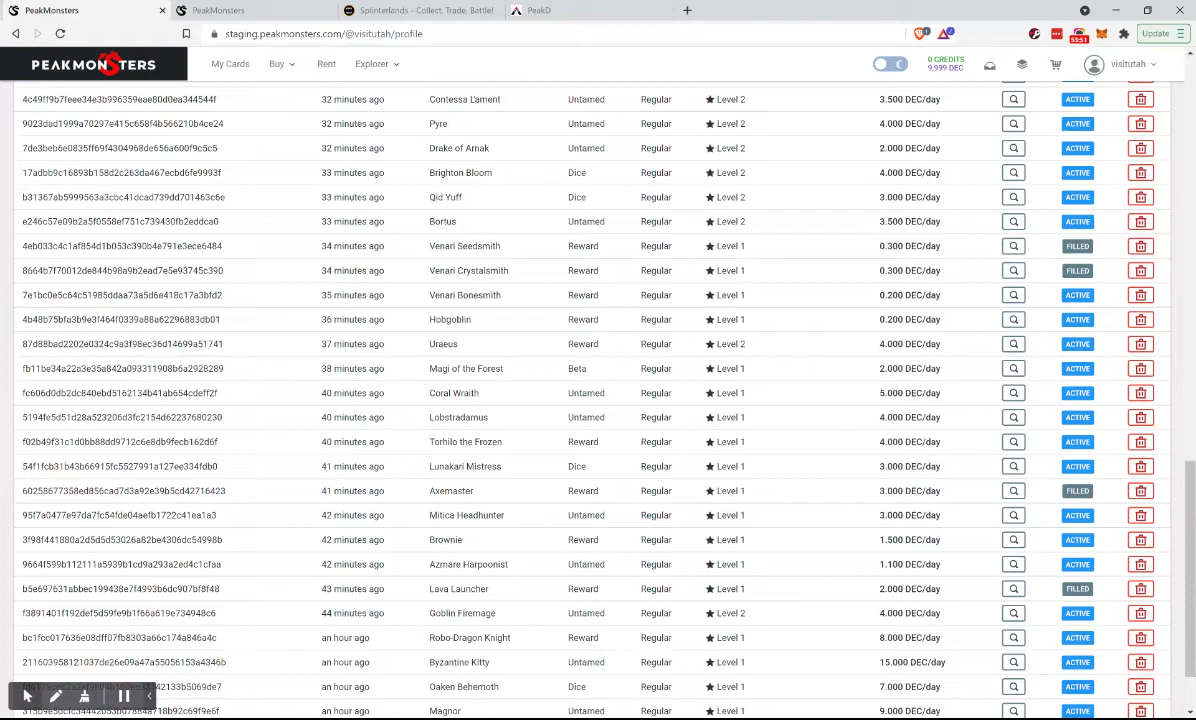 PeakMonsters
PeakMonsters
Splinterlands - Collect, Trade, Battle!
PeakD
staging.peakmonsters.com/@visitutah/profile
53:51
Update
PEAKMONSTERS
My Cards
Buy
Rent
Explorer
0 CREDITS
9,999 DEC
visitutah
4c49ff9b7feee34e3b996359eae80d0ea344544f 32 minutes ago Contessa L'ament Untamed Regular ★ Level 2 3.500 DEC/day ACTIVE
9023dad1999a70297e415c658f4b566210b4ce24 32 minutes ago Pyre Untamed Regular ★ Level 2 4.000 DEC/day ACTIVE
7de3beb6e0835ff69f4304968de656a600f9c5c5 32 minutes ago Drake of Arnak Untamed Regular ★ Level 2 2.000 DEC/day ACTIVE
17adbb9c16893b158d2c263da467ecbd6fe9993f 33 minutes ago Brighton Bloom Dice Regular ★ Level 2 4.000 DEC/day ACTIVE
b31367ab5999563a3cbc41dcad739dd701463c6e 33 minutes ago Qid Yuff Dice Regular ★ Level 2 3.000 DEC/day ACTIVE
e246c57e09b2a5f0558ef751c739430fb2eddca0 33 minutes ago Bortus Untamed Regular ★ Level 2 3.500 DEC/day ACTIVE
4eb033c4c1af854d1b053c390b4e791e3ece6484 34 minutes ago Venari Seedsmith Reward Regular ★ Level 1 0.300 DEC/day FILLED
8664b7f70012de844b98a9b2ead7e5e93745c390 34 minutes ago Venari Crystalsmith Reward Regular ★ Level 1 0.300 DEC/day FILLED
7e1bc0e5c64c51985ddaa73a5d6e418c17a3bfd2 35 minutes ago Venari Bonesmith Reward Regular ★ Level 1 0.200 DEC/day ACTIVE
4b48b75bfa3b9e3f464f0339a88a62296883db01 36 minutes ago Hobgoblin Reward Regular ★ Level 1 0.200 DEC/day ACTIVE
87d88bad2202e0324c9a3f98ec36d14699a51741 37 minutes ago Uraeus Reward Regular ★ Level 2 4.000 DEC/day ACTIVE
fb11be34a22a3e35a842a093311908b6a2928289 38 minutes ago Magi of the Forest Beta Regular ★ Level 1 2.000 DEC/day ACTIVE
fc606d0db2dc840ebd5162134b41ab654cdeff2f 40 minutes ago Coral Wraith Untamed Regular ★ Level 1 5.000 DEC/day ACTIVE
5194fe5d51d28a523206d3fc2154d62237680230 40 minutes ago Lobstradamus Untamed Regular ★ Level 1 4.000 DEC/day ACTIVE
f02b49f31c1d0bb88dd9712c6e8db9fecb162d6f 40 minutes ago Torhilo the Frozen Reward Regular ★ Level 1 4.000 DEC/day ACTIVE
54f1fcb31b43b66915fc5527991a127ee334fdb0 41 minutes ago Lunakari Mistress Dice Regular ★ Level 1 3.000 DEC/day ACTIVE
60258677358ed856cad7d3a92e39b5cd42716423 41 minutes ago Axemaster Reward Regular ★ Level 1 3.000 DEC/day FILLED
95f7a0477e97da7fc54fde04aefb1722c41ea1a3 42 minutes ago Mitica Headhunter Untamed Regular ★ Level 1 3.000 DEC/day ACTIVE
3f98f441880a2d5d5d53026a82be4306dc54998b 42 minutes ago Brownie Reward Regular ★ Level 1 1.500 DEC/day ACTIVE
9664f599b112111a5939b1cd9a293a2ed4c1cfaa 42 minutes ago Azmare Harpoonist Untamed Regular ★ Level 1 1.100 DEC/day ACTIVE
b5e697631abbec199438e7f4993b6dc907bf8f48 43 minutes ago Lava Launcher Reward Regular ★ Level 1 2.000 DEC/day FILLED
f3891401f192def5d59fe9b1f66a619e734948c6 44 minutes ago Goblin Firemage Untamed Regular ★ Level 2 4.000 DEC/day ACTIVE
bc1fcc017636e08dff07fb8303a66c174a846a4c an hour ago Robo-Dragon Knight Reward Regular ★ Level 1 8.000 DEC/day ACTIVE
211603958121037de26e09a47a55056153a4346b an hour ago Byzantine Kitty Untamed Regular ★ Level 1 15.000 DEC/day ACTIVE
an hour ago Oaken Behemoth Dice Regular ★ Level 1 7.000 DEC/day ACTIVE
an hour ago Magnor Untamed Regular ★ Level 1 9.000 DEC/day ACTIVE